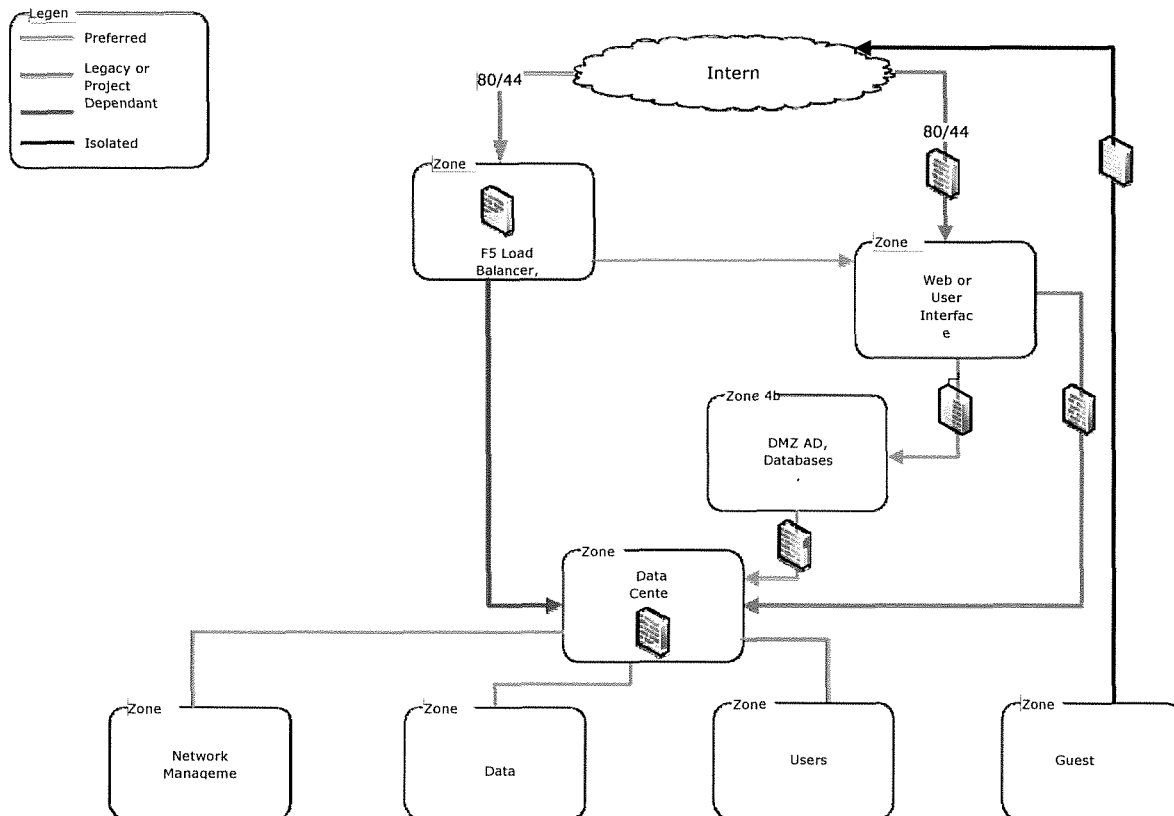 Legen
Preferred
Legacy or
Project
Dependant
Isolated
Intern
80/44
80/44
Zone
F5 Load
Balancer,
Zone
Web or
User
Interfac
e
Zone 4b
DMZ AD,
Databases
.
Zone
Data
Cente
Zone
Network
Manageme
Zone
Data
Zone
Users
Zone
Guest